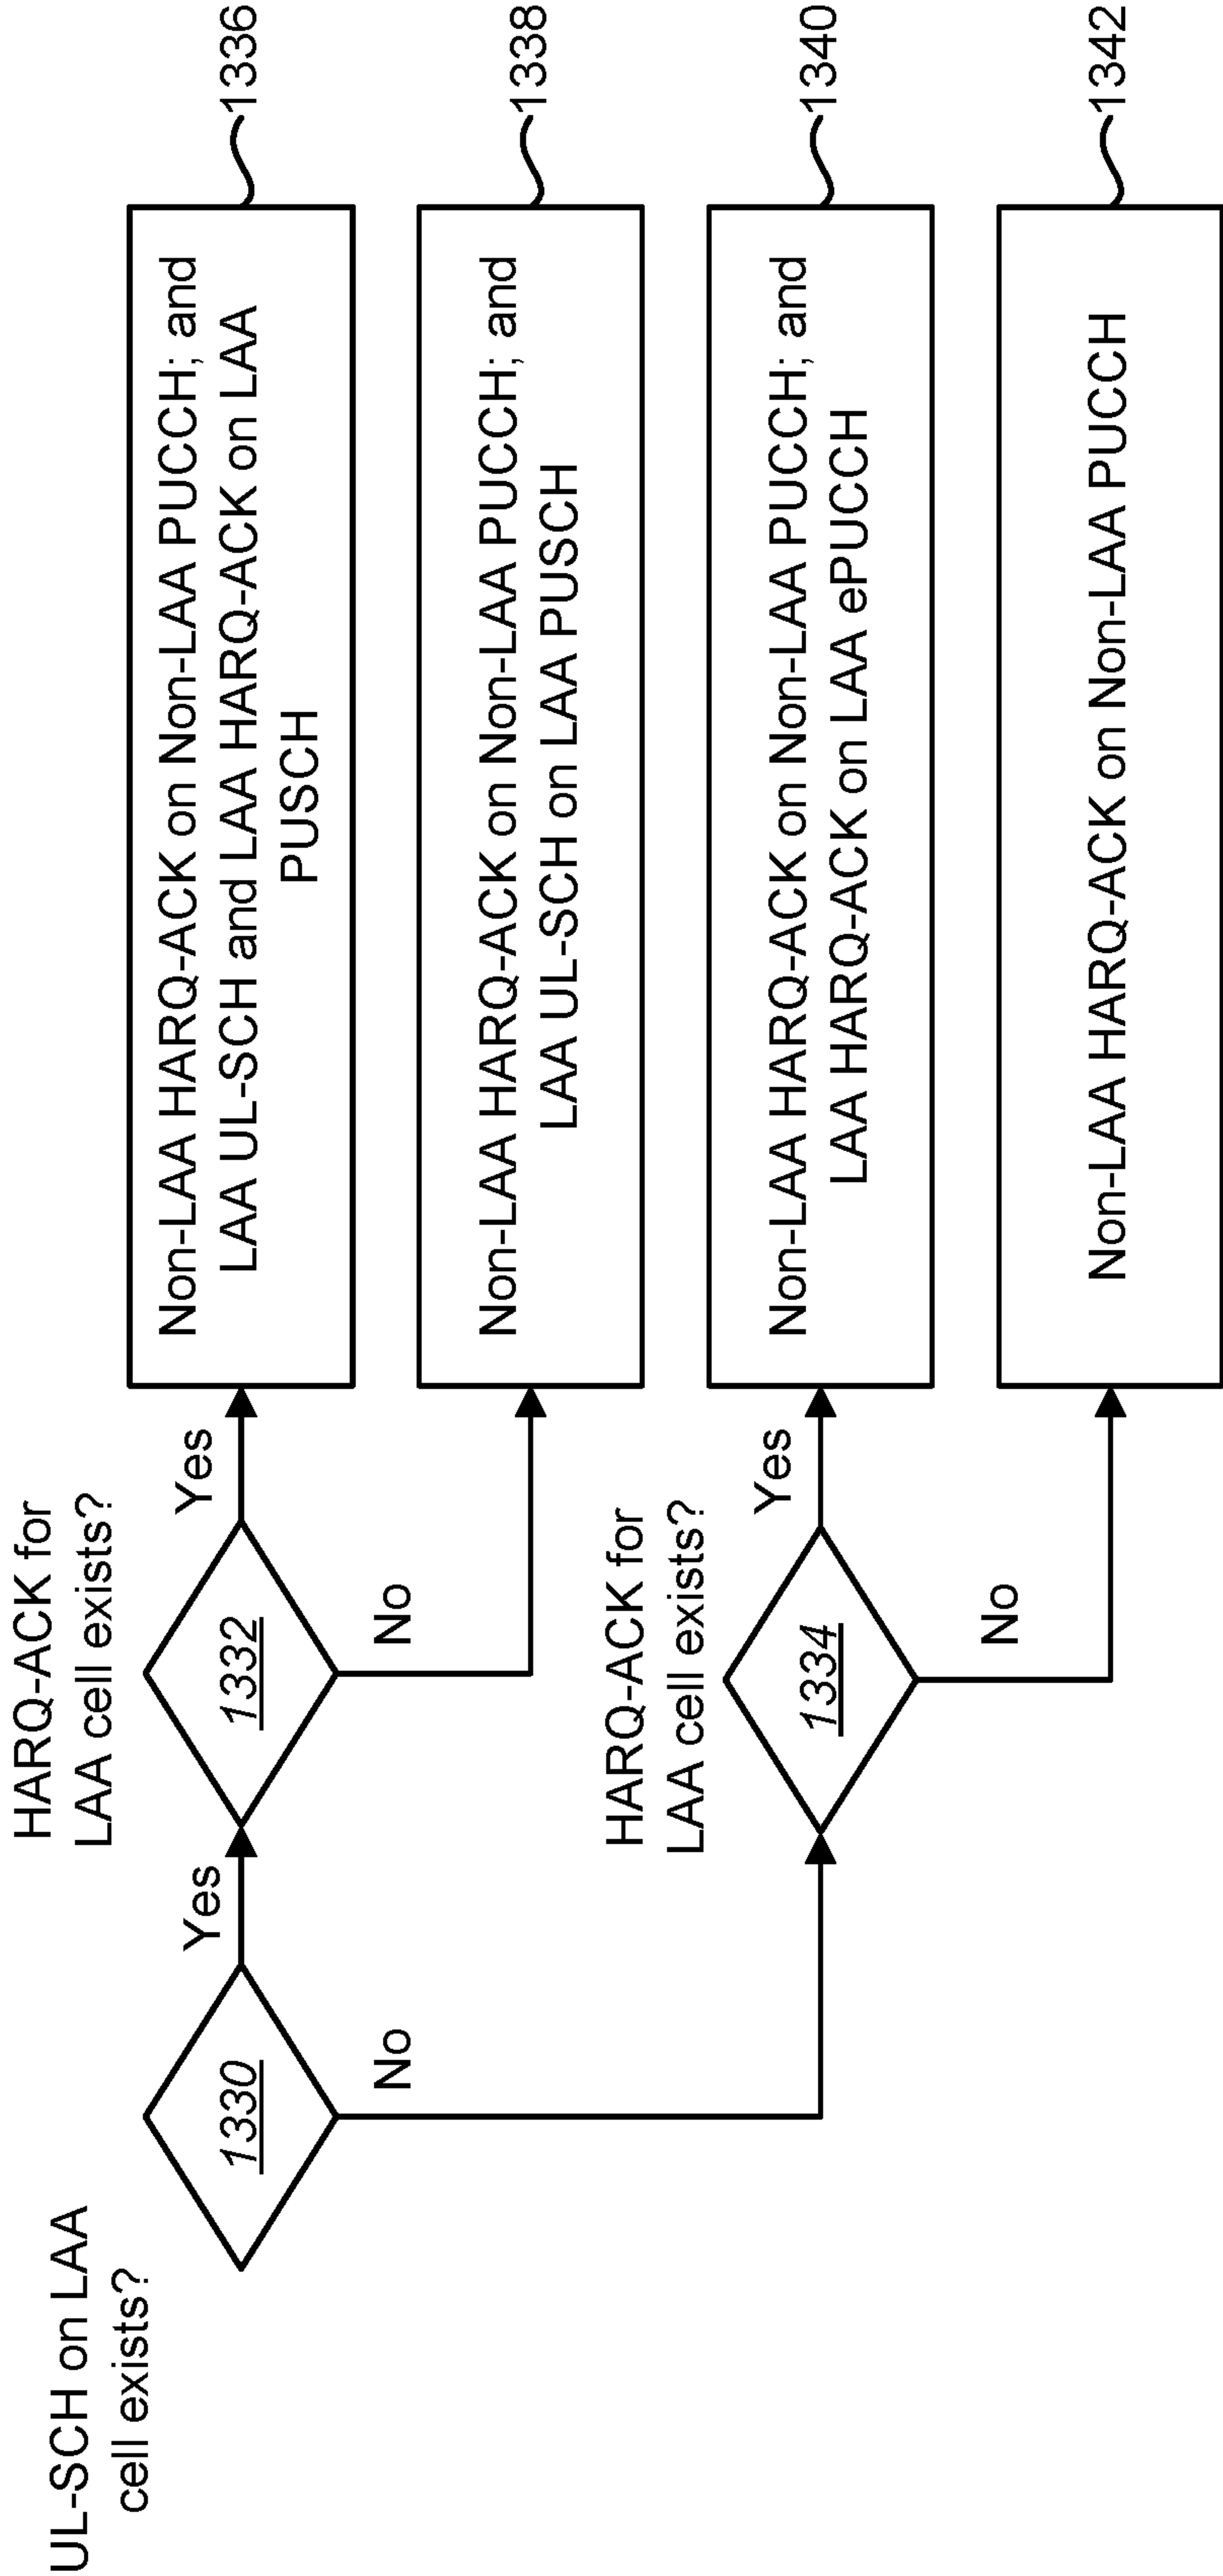 UL-SCH on LAA
cell exists?
1330
Yes
No
HARQ-ACK for
LAA cell exists?
1332
Yes
No
Non-LAA HARQ-ACK on Non-LAA PUCCH; and
LAA UL-SCH and LAA HARQ-ACK on LAA
PUSCH
1336
Non-LAA HARQ-ACK on Non-LAA PUCCH; and
LAA UL-SCH on LAA PUSCH
1338
HARQ-ACK for
LAA cell exists?
1334
Yes
No
Non-LAA HARQ-ACK on Non-LAA PUCCH; and
LAA HARQ-ACK on LAA ePUCCH
1340
Non-LAA HARQ-ACK on Non-LAA PUCCH
1342